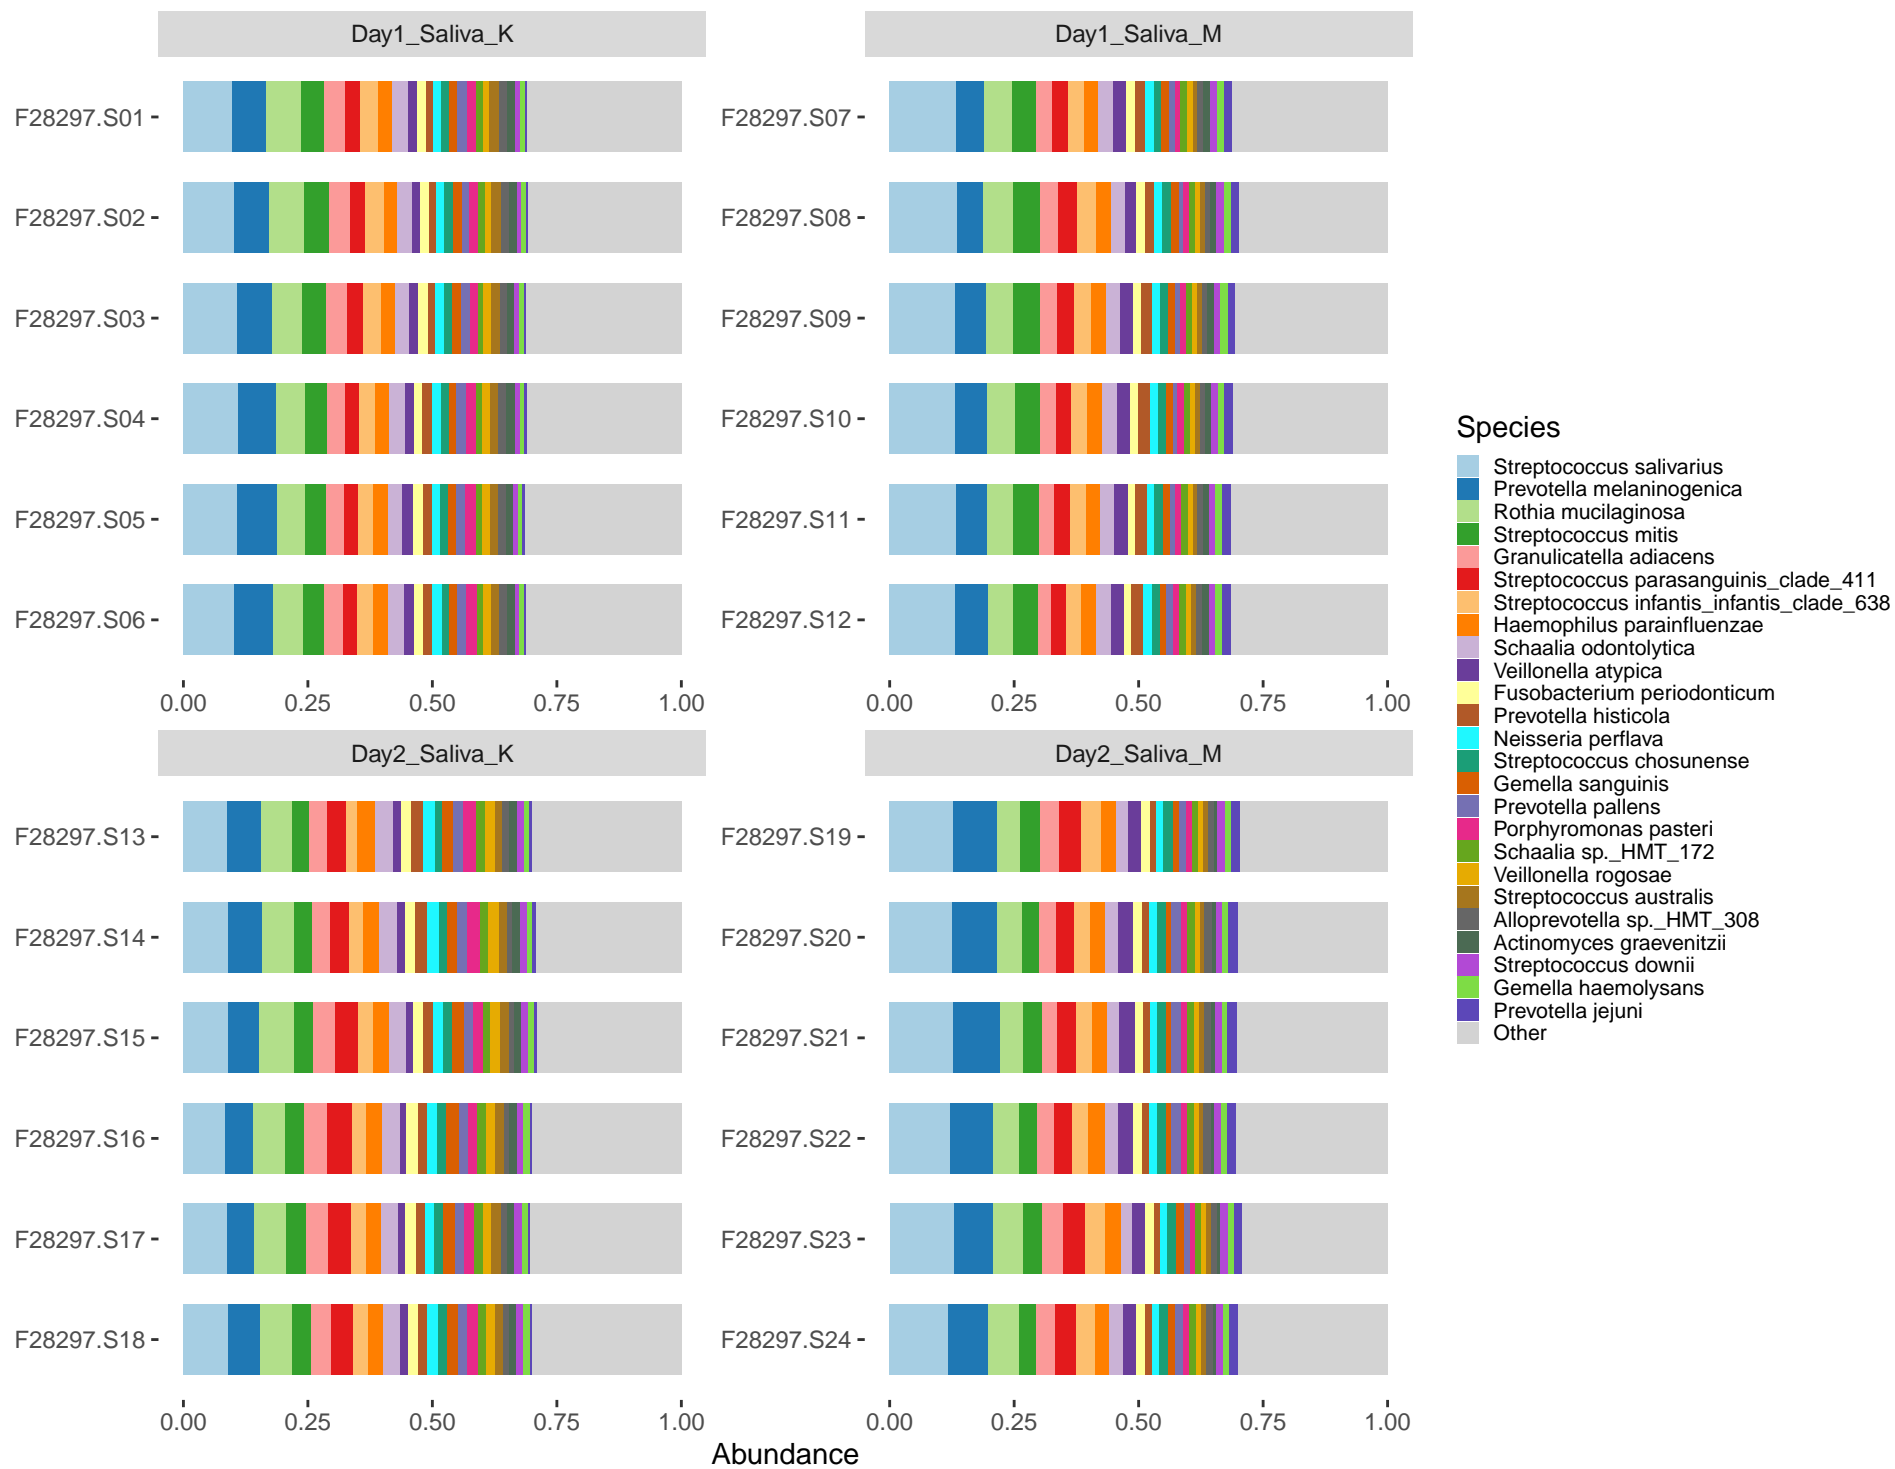 Day1_Saliva_K
Day1_Saliva_M
F28297.S01
F28297.S02
F28297.S03
F28297.S04
F28297.S05
F28297.S06
0.00 0.25 0.50 0.75 1.00
F28297.S07
F28297.S08
F28297.S09
F28297.S10
F28297.S11
F28297.S12
0.00 0.25 0.50 0.75 1.00
Day2_Saliva_K
Day2_Saliva_M
F28297.S13
F28297.S14
F28297.S15
F28297.S16
F28297.S17
F28297.S18
0.00 0.25 0.50 0.75 1.00
F28297.S19
F28297.S20
F28297.S21
F28297.S22
F28297.S23
F28297.S24
0.00 0.25 0.50 0.75 1.00
Abundance
Species
Streptococcus salivarius
Prevotella melaninogenica
Rothia mucilaginosa
Streptococcus mitis
Granulicatella adiacens
Streptococcus parasanguinis_clade_411
Streptococcus infantis_infantis_clade_638
Haemophilus parainfluenzae
Schaalia odontolytica
Veillonella atypica
Fusobacterium periodonticum
Prevotella histicola
Neisseria perflava
Streptococcus chosunense
Gemella sanguinis
Prevotella pallens
Porphyromonas pasteri
Schaalia sp._HMT_172
Veillonella rogosae
Streptococcus australis
Alloprevotella sp._HMT_308
Actinomyces graevenitzii
Streptococcus downii
Gemella haemolysans
Prevotella jejuni
Other